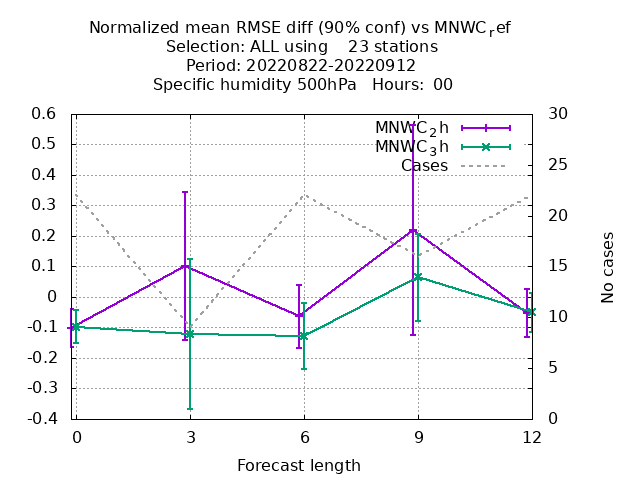 Normalized mean RMSE diff (90% conf) vs MNWC_ref
Selection: ALL using    23 stations
Period: 20220822-20220912
Specific humidity 500hPa   Hours:  00
MNWC_2h
MNWC_3h
Cases
0.6
0.5
0.4
0.3
0.2
0.1
0
-0.1
-0.2
-0.3
-0.4
30
25
20
15
10
5
0
No cases
0 3 6 9 12
Forecast length